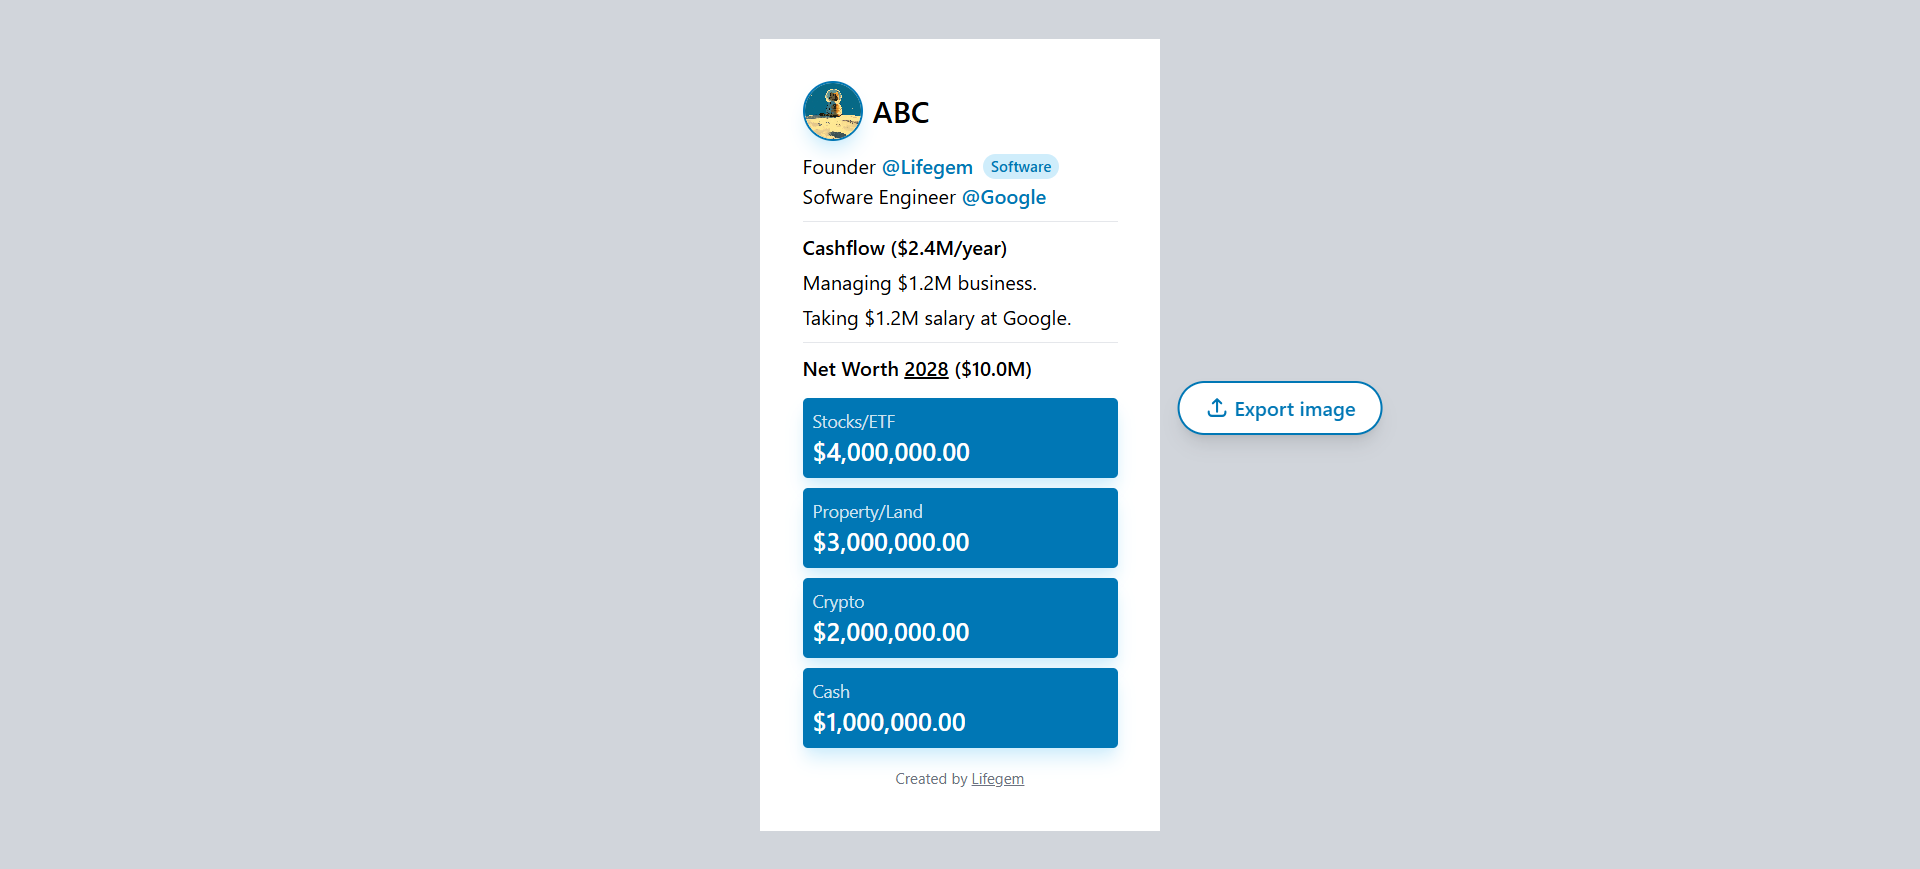 ABC
Founder @Lifegem Software
Sofware Engineer @Google
Cashflow ($2.4M/year)
Managing $1.2M business.
Taking $1.2M salary at Google.
Net Worth 2028 ($10.0M)
Stocks/ETF
$4,000,000.00
Property/Land
$3,000,000.00
Crypto
$2,000,000.00
Cash
$1,000,000.00
Created by Lifegem
Export image